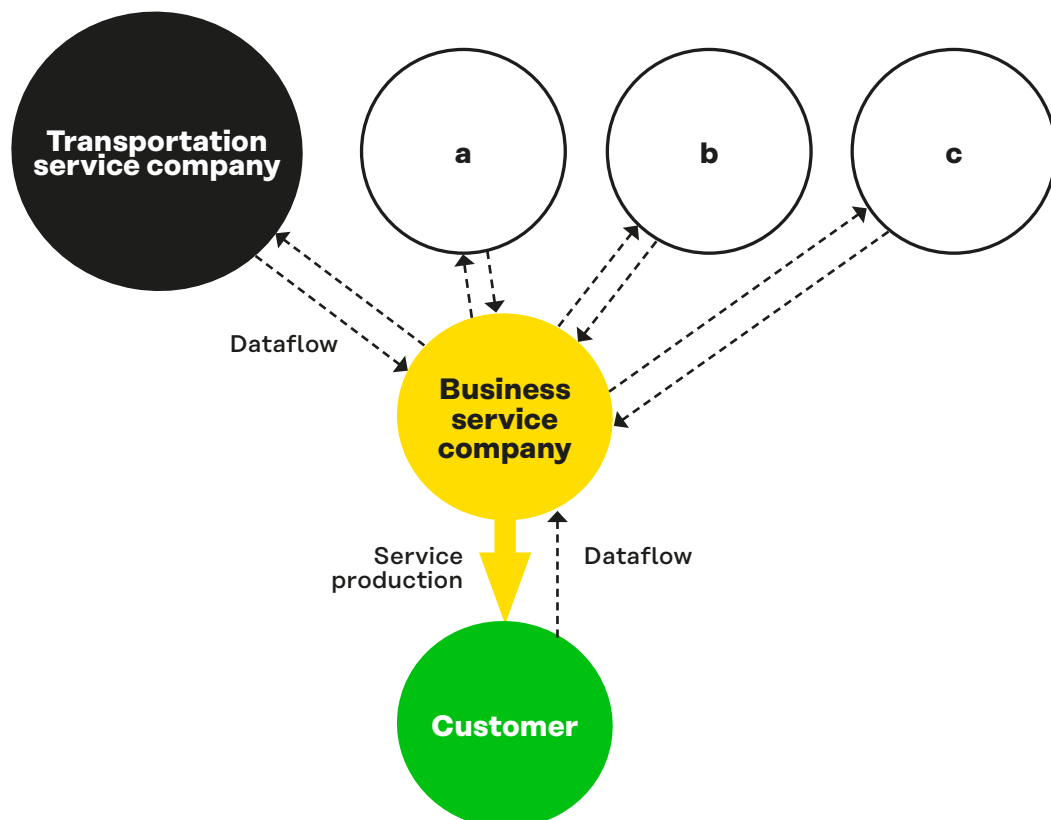 Transportation
service company
a
b
c
Dataflow
Business
service
company
Service
production
Dataflow
Customer